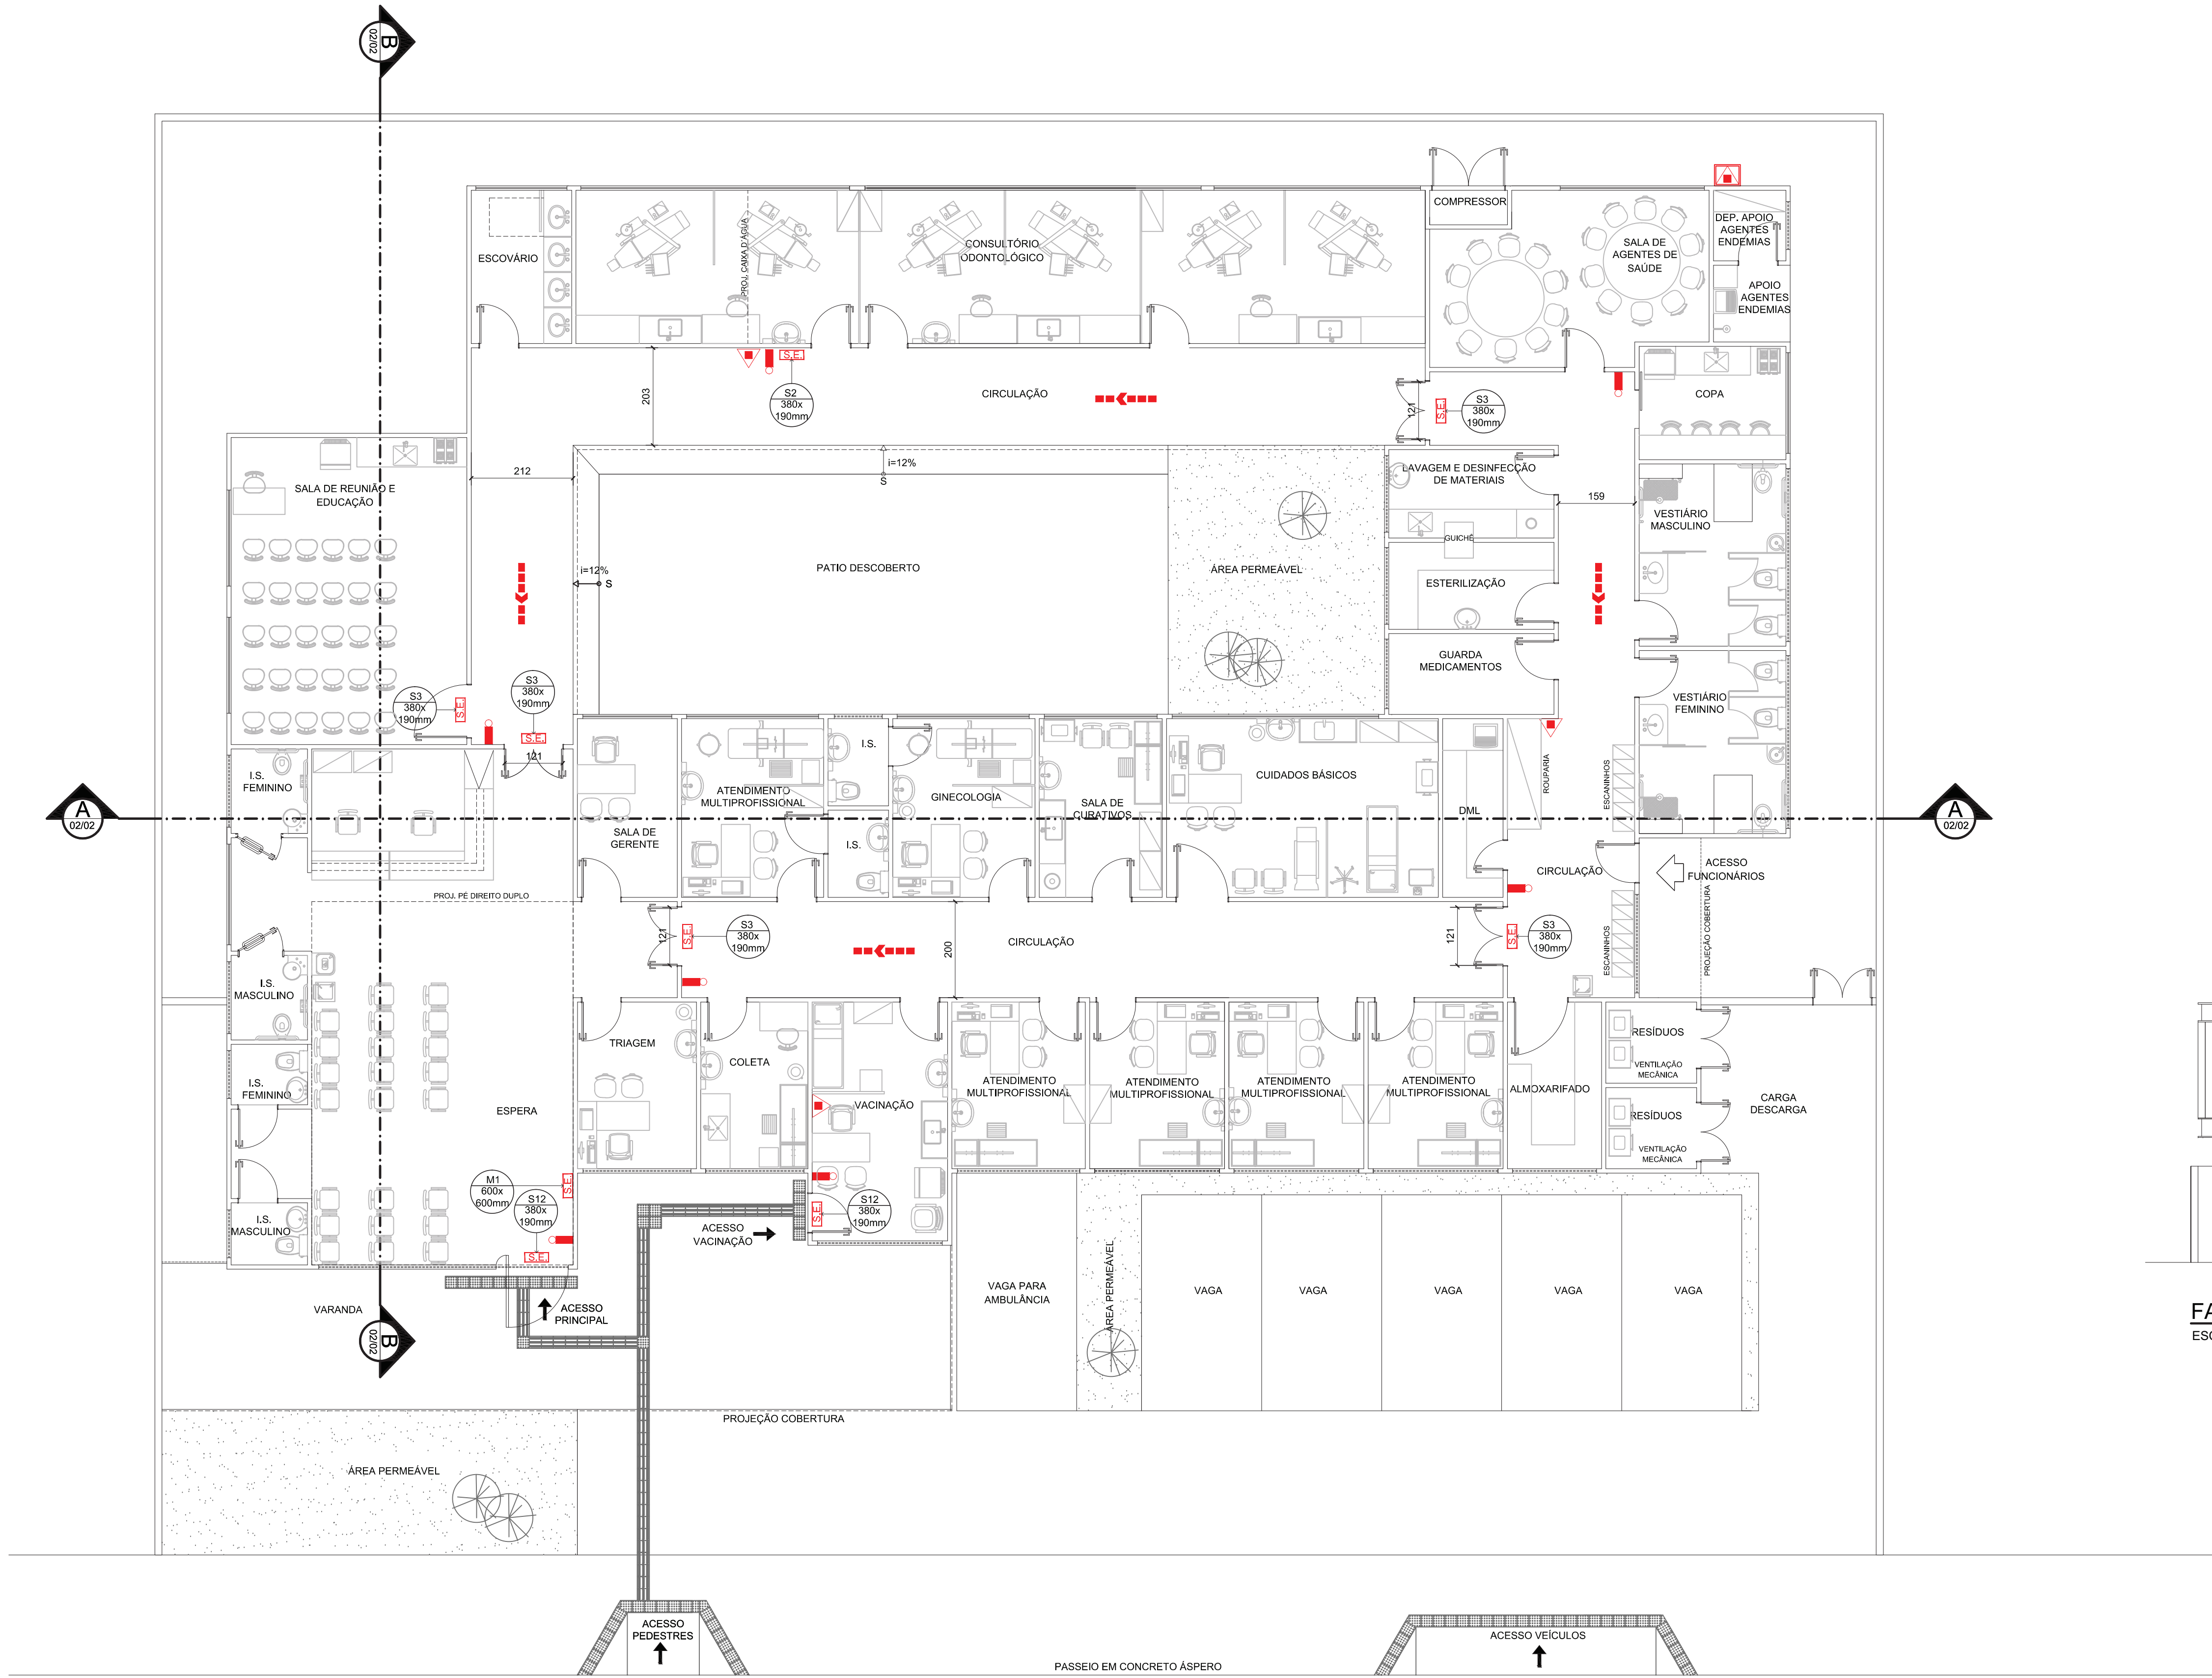 B
02/02
COMPRESSOR
ESCOVÁRIO
PROJ. CAIXA D'ÁGUA
CONSULTÓRIO
ODONTOLÓGICO
SALA DE
AGENTES DE
SAÚDE
DEP. APOIO
AGENTES
ENDEMIAS
APOIO
AGENTES
ENDEMIAS
S.E.
S2
380x
190mm
203
CIRCULAÇÃO
121
S.E.
S3
380x
190mm
COPA
212
i=12%
S
SALA DE REUNIÃO E
EDUCAÇÃO
LAVAGEM E DESINFECÇÃO
DE MATERIAIS
159
VESTIÁRIO
MASCULINO
GUICHÊ
i=12%
S
PATIO DESCOBERTO
ÁREA PERMEÁVEL
ESTERILIZAÇÃO
GUARDA
MEDICAMENTOS
S3
380x
190mm
S.E.
S3
380x
190mm
S.E.
121
VESTIÁRIO
FEMININO
I.S.
FEMININO
I.S.
ATENDIMENTO
MULTIPROFISSIONAL
GINECOLOGIA
CUIDADOS BÁSICOS
ROUPARIA
ESCANINHOS
SALA DE
CURATIVOS
DML
A
02/02
A
02/02
SALA DE
GERENTE
I.S.
CIRCULAÇÃO
ACESSO
FUNCIONÁRIOS
PROJ. PÉ DIREITO DUPLO
121
S.E.
S3
380x
190mm
200
CIRCULAÇÃO
121
S.E.
S3
380x
190mm
ESCANINHOS
PROJEÇÃO COBERTURA
I.S.
MASCULINO
TRIAGEM
COLETA
RESÍDUOS
VENTILAÇÃO
MECÂNICA
I.S.
FEMININO
ESPERA
VACINAÇÃO
ATENDIMENTO
MULTIPROFISSIONAL
ATENDIMENTO
MULTIPROFISSIONAL
ATENDIMENTO
MULTIPROFISSIONAL
ATENDIMENTO
MULTIPROFISSIONAL
ALMOXARIFADO
RESÍDUOS
VENTILAÇÃO
MECÂNICA
CARGA
DESCARGA
M1
600x
600mm
S.E.
S12
380x
190mm
S.E.
S.E.
S12
380x
190mm
I.S.
MASCULINO
ACESSO
VACINAÇÃO
VARANDA
ACESSO
PRINCIPAL
VAGA PARA
AMBULÂNCIA
ÁREA PERMEÁVEL
VAGA
VAGA
VAGA
VAGA
VAGA
B
02/02
FA
ESC
PROJEÇÃO COBERTURA
ÁREA PERMEÁVEL
ACESSO
PEDESTRES
ACESSO VEÍCULOS
PASSEIO EM CONCRETO ÁSPERO